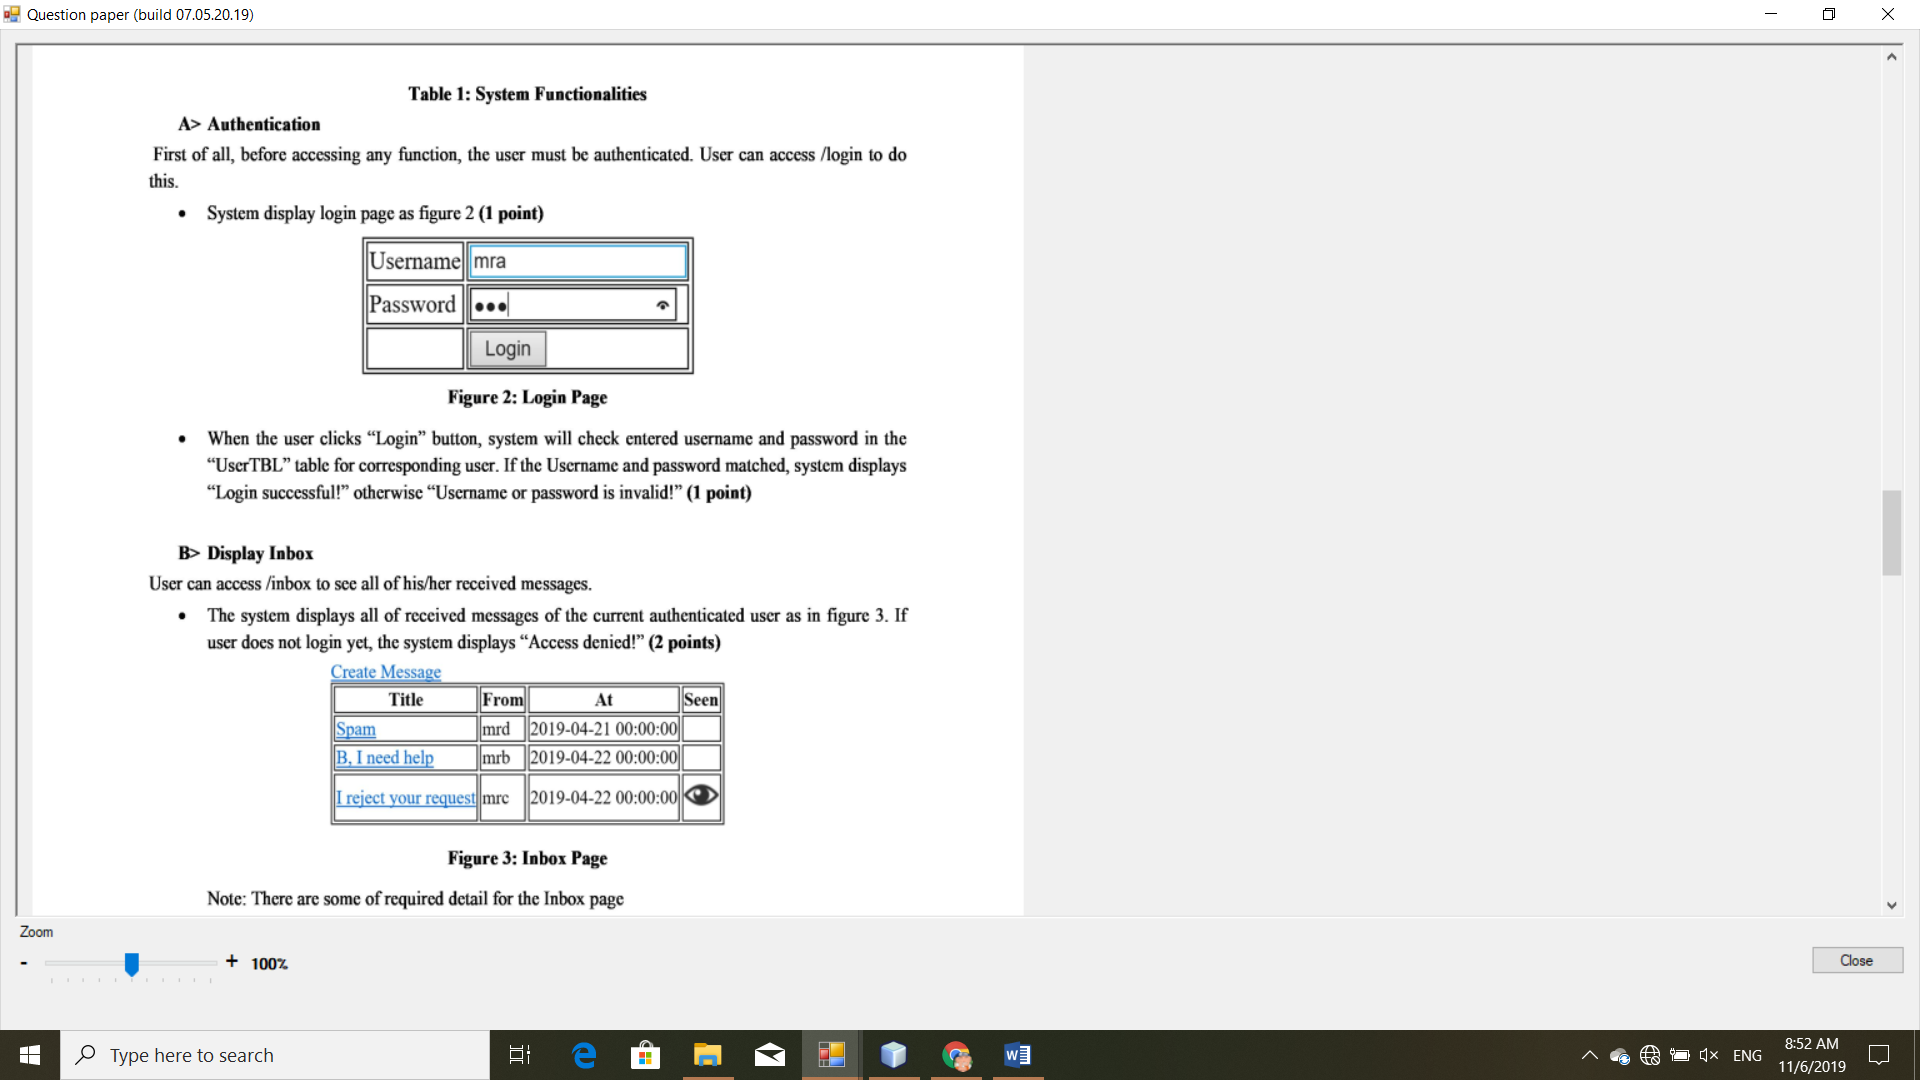 Question paper (build 07.05.20.19)
Table 1: System Functionalities
A> Authentication
First of all, before accessing any function, the user must be authenticated. User can access /login to do
this.
• System display login page as figure 2 (1 point)
Username mra
Password •••
Login
Figure 2: Login Page
• When the user clicks “Login” button, system will check entered username and password in the
“UserTBL” table for corresponding user. If the Username and password matched, system displays
“Login successful!” otherwise “Username or password is invalid!” (1 point)
B> Display Inbox
User can access /inbox to see all of his/her received messages.
• The system displays all of received messages of the current authenticated user as in figure 3. If
user does not login yet, the system displays “Access denied!” (2 points)
Create Message
Title From At Seen
Spam mrd 2019-04-21 00:00:00
B, I need help mrb 2019-04-22 00:00:00
I reject your request mrc 2019-04-22 00:00:00
Figure 3: Inbox Page
Note: There are some of required detail for the Inbox page
Zoom
- + 100%
Close
Type here to search
ENG
8:52 AM
11/6/2019